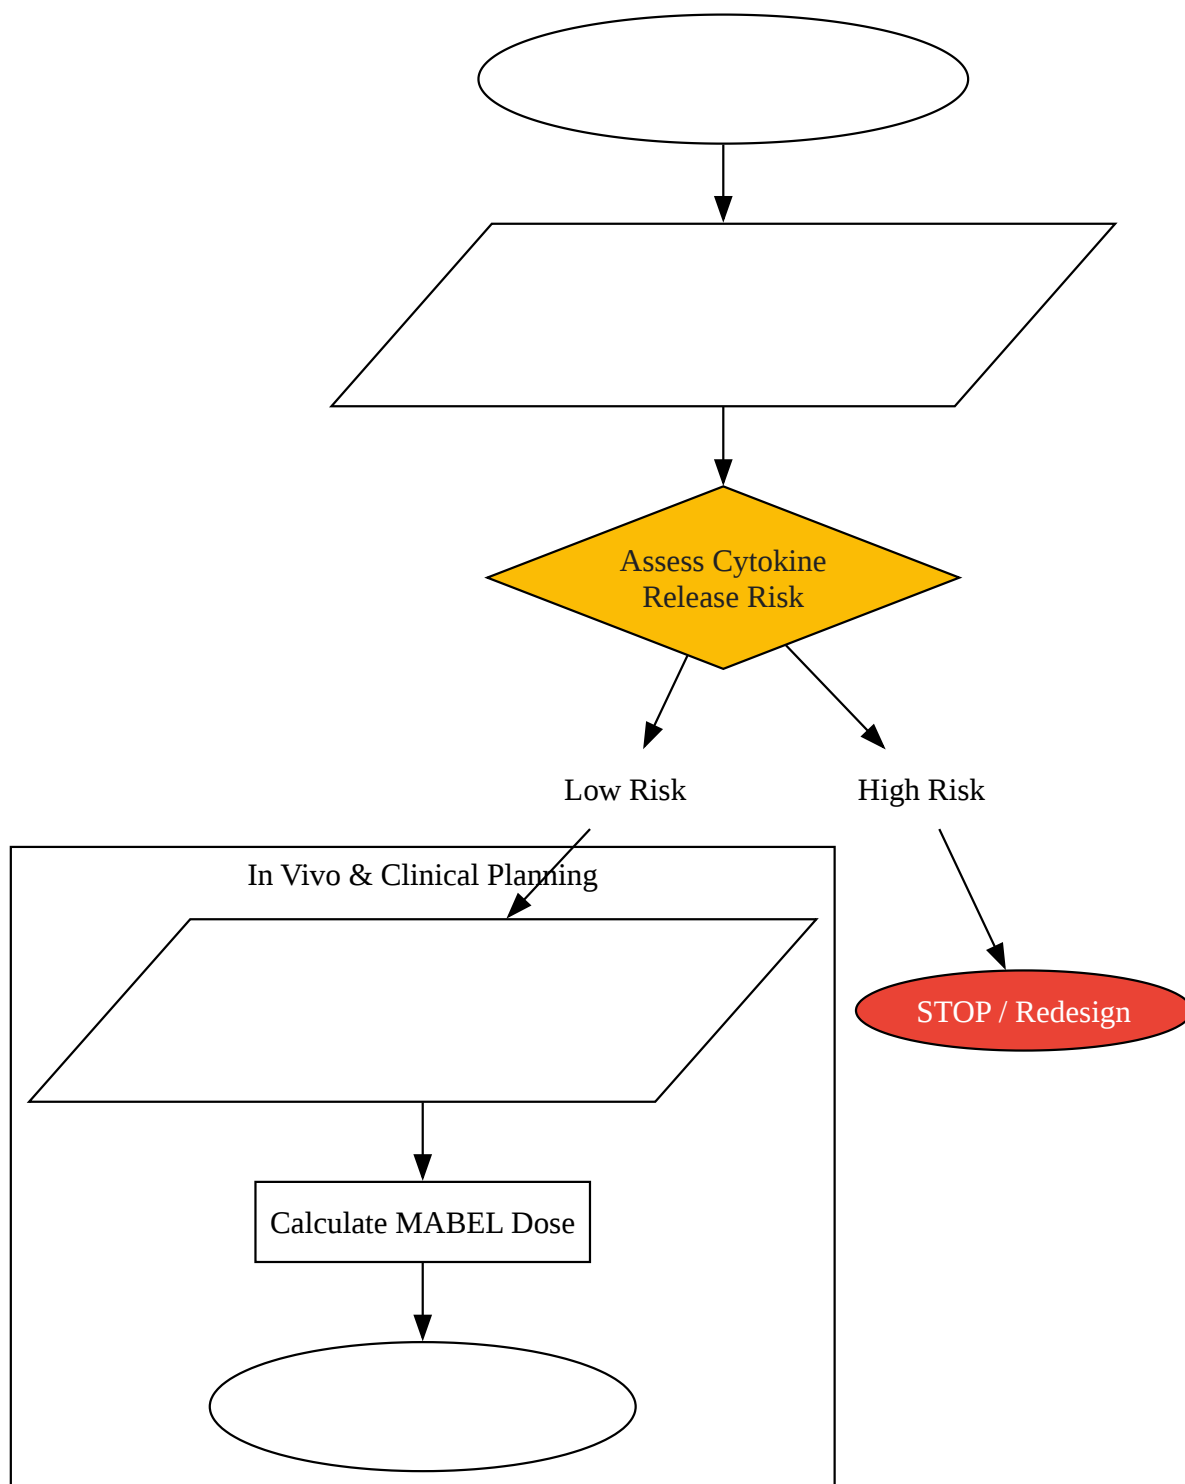 Assess Cytokine
Release Risk
Low Risk
High Risk
In Vivo & Clinical Planning
STOP / Redesign
Calculate MABEL Dose